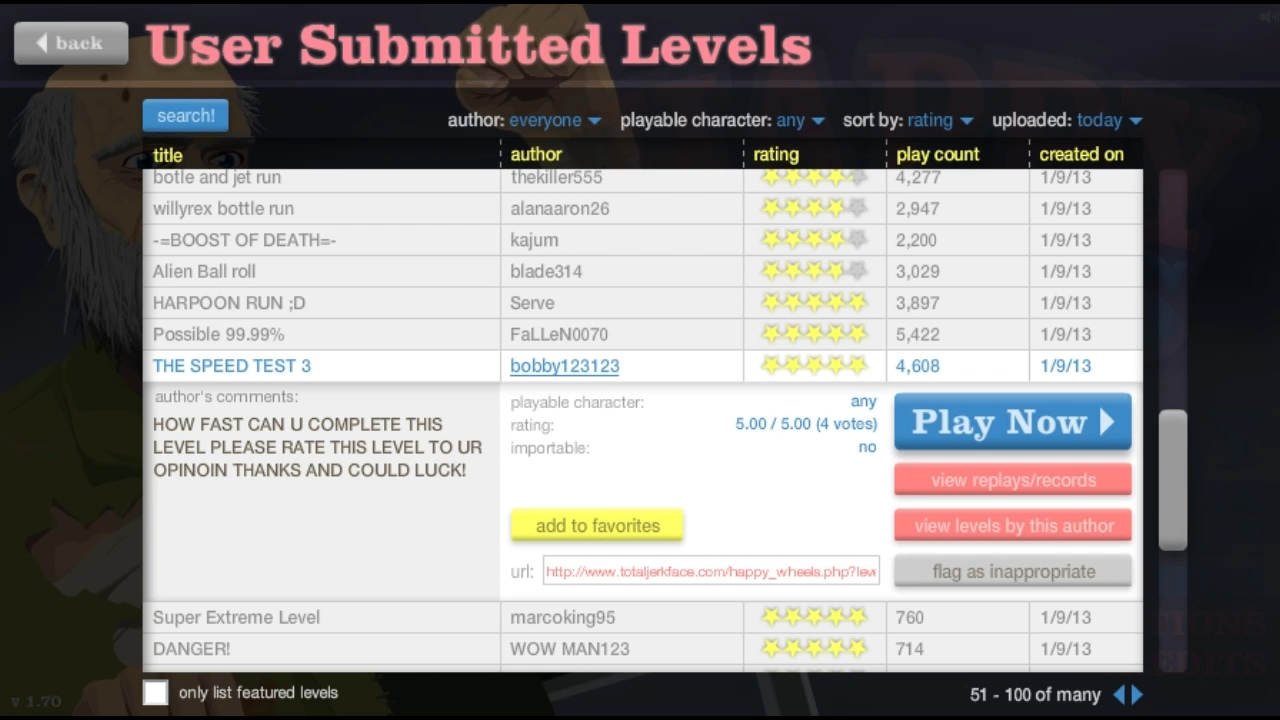 back
User Submitted Levels
search!
author: everyone playable character: any sort by: rating uploaded: today
title author rating play count created on
botle and jet run thekiller555 4,277 1/9/13
willyrex bottle run alanaaron26 2,947 1/9/13
-=BOOST OF DEATH=- kajum 2,200 1/9/13
Alien Ball roll blade314 3,029 1/9/13
HARPOON RUN ;D Serve 3,897 1/9/13
Possible 99.99% FaLLeN0070 5,422 1/9/13
THE SPEED TEST 3 bobby123123 4,608 1/9/13
author's comments:
HOW FAST CAN U COMPLETE THIS
LEVEL PLEASE RATE THIS LEVEL TO UR
OPINOIN THANKS AND COULD LUCK!
playable character: any
rating: 5.00 / 5.00 (4 votes)
importable: no
add to favorites
url: http://www.totaljerkface.com/happy_wheels.php?leve
Play Now
view replays/records
view levels by this author
flag as inappropriate
Super Extreme Level marcoking95 760 1/9/13
DANGER! WOW MAN123 714 1/9/13
only list featured levels
51 - 100 of many
v 1.70